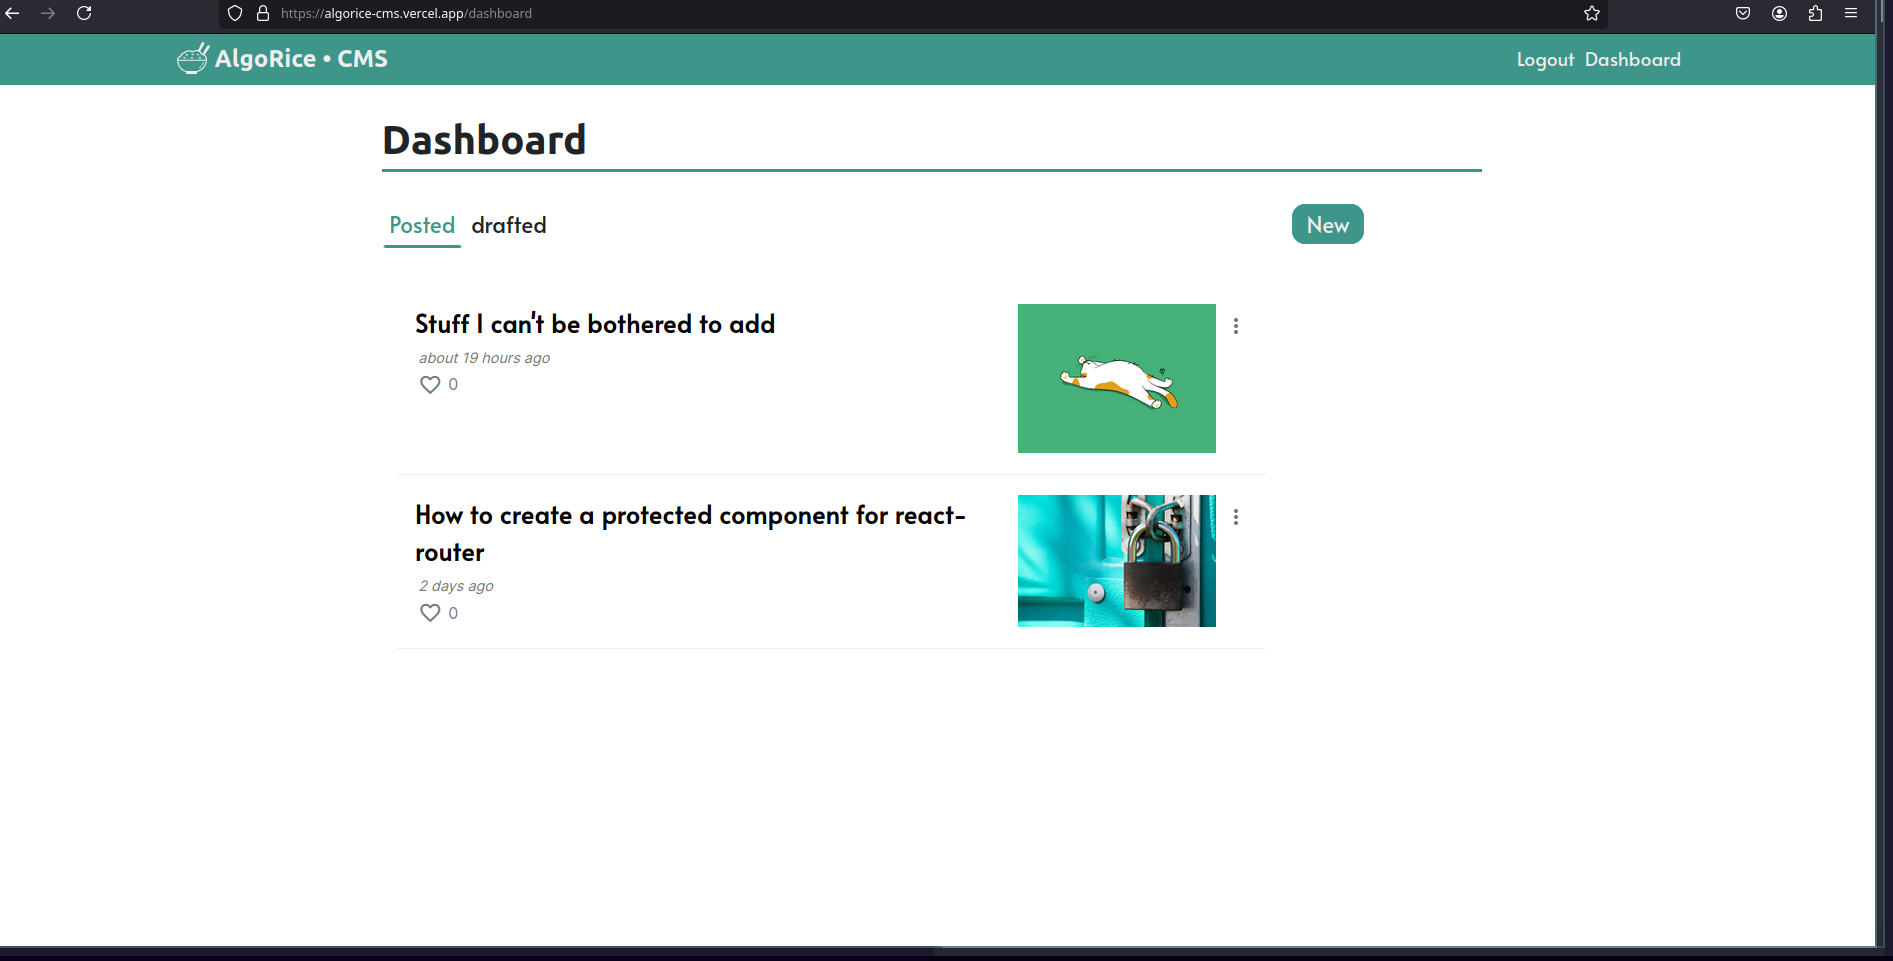 https://algorice-cms.vercel.app/dashboard
AlgoRice • CMS
Logout Dashboard
Dashboard
Posted drafted
New
Stuff I can't be bothered to add
about 19 hours ago
0
How to create a protected component for react-
router
2 days ago
0